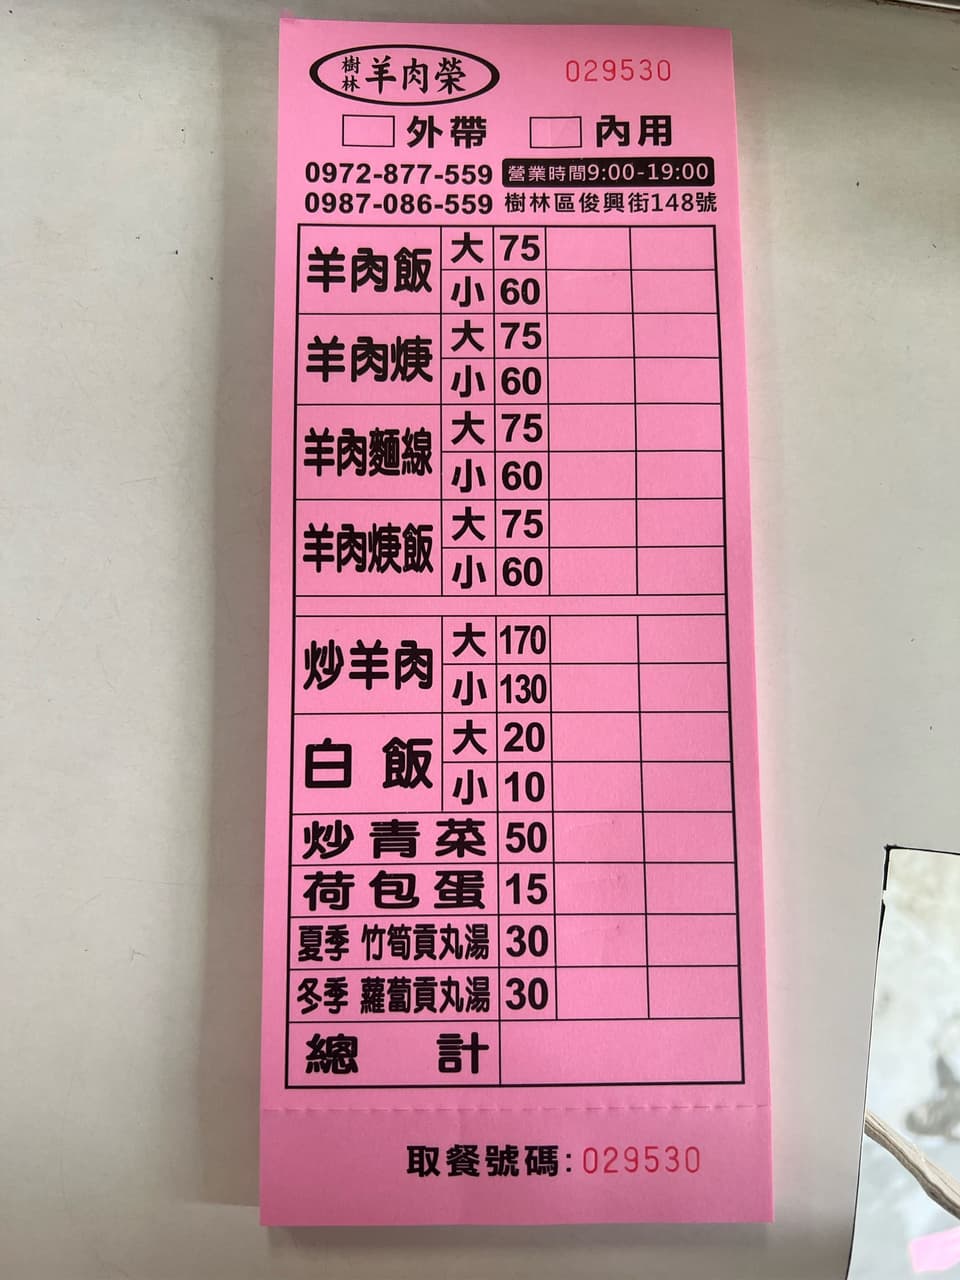 樹林 羊肉榮 029530
外帶 內用
0972-877-559 營業時間9:00-19:00
0987-086-559 樹林區俊興街148號
羊肉飯 大 75
小 60
羊肉焿 大 75
小 60
羊肉麵線 大 75
小 60
羊肉焿飯 大 75
小 60
炒羊肉 大 170
小 130
白飯 大 20
小 10
炒青菜 50
荷包蛋 15
夏季 竹筍貢丸湯 30
冬季 蘿蔔貢丸湯 30
總計
取餐號碼:029530